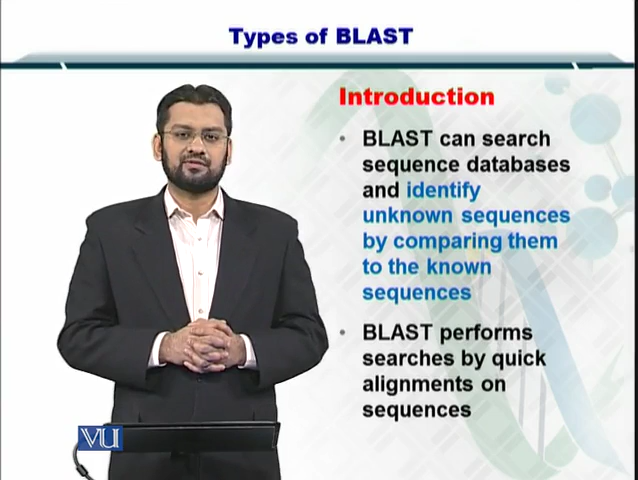 Types of BLAST
Introduction
• BLAST can search
sequence databases
and identify
unknown sequences
by comparing them
to the known
sequences
• BLAST performs
searches by quick
alignments on
sequences
VU